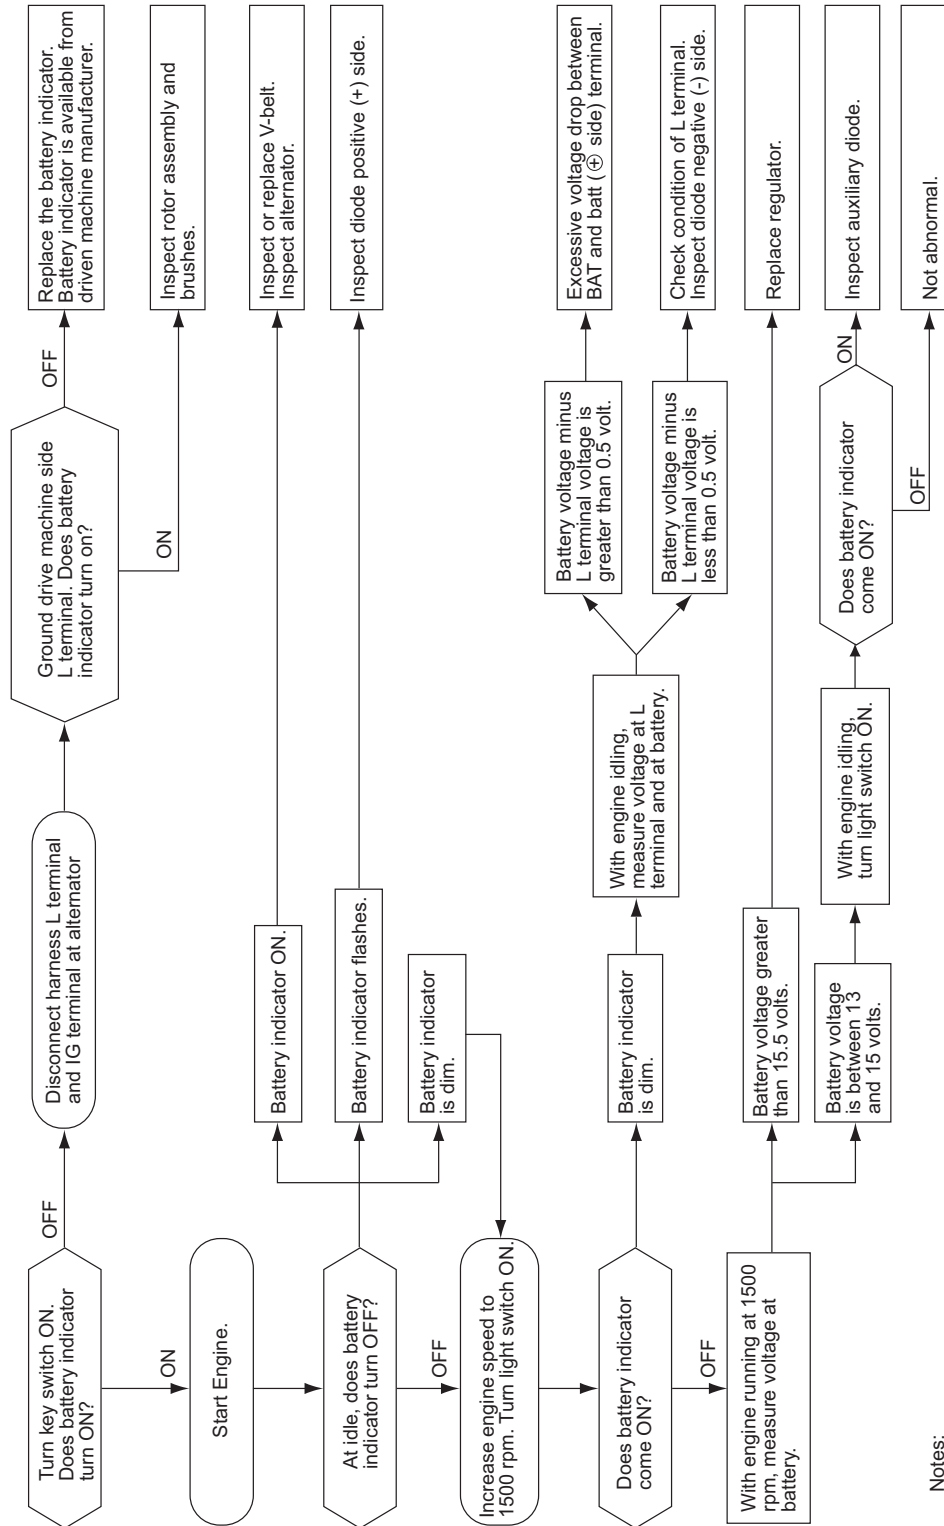 Turn key switch ON.
Does battery indicator
turn ON?
OFF
Disconnect harness L terminal
and IG terminal at alternator
Ground drive machine side
L terminal. Does battery
indicator turn on?
OFF
Replace the battery indicator.
Battery indicator is available from
driven machine manufacturer.
ON
Inspect rotor assembly and
brushes.
ON
Start Engine.
At idle, does battery
indicator turn OFF?
Battery indicator ON.
Inspect or replace V-belt.
Inspect alternator.
Battery indicator flashes.
Inspect diode positive (+) side.
Battery indicator
is dim.
OFF
Increase engine speed to
1500 rpm. Turn light switch ON.
Does battery indicator
come ON?
Battery indicator
is dim.
With engine idling,
measure voltage at L
terminal and at battery.
Battery voltage minus
L terminal voltage is
greater than 0.5 volt.
Excessive voltage drop between
BAT and batt (⊕ side) terminal.
Battery voltage minus
L terminal voltage is
less than 0.5 volt.
Check condition of L terminal.
Inspect diode negative (-) side.
OFF
With engine running at 1500
rpm, measure voltage at
battery.
Battery voltage greater
than 15.5 volts.
Replace regulator.
Battery voltage
is between 13
and 15 volts.
With engine idling,
turn light switch ON.
Does battery indicator
come ON?
ON
Inspect auxiliary diode.
OFF
Not abnormal.
Notes: